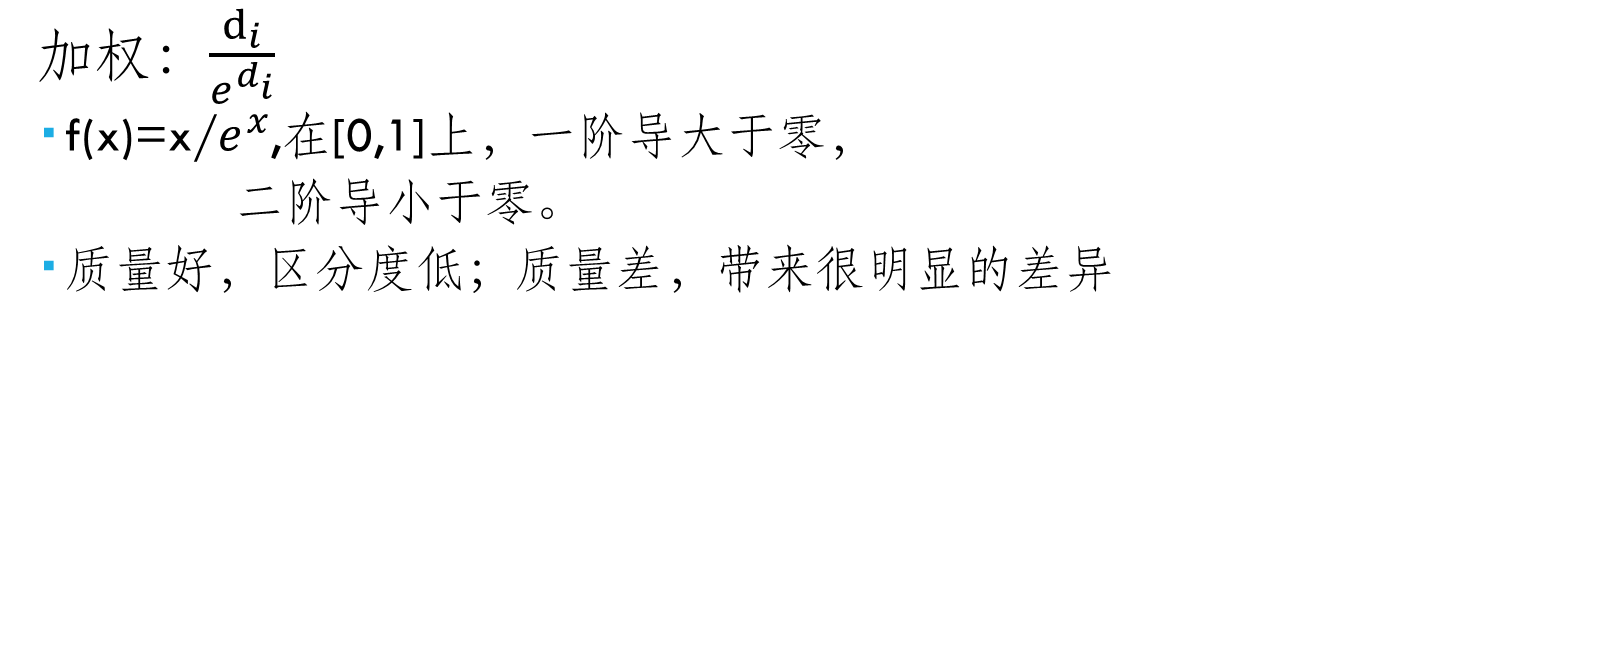 加权：d_i/e^{d_i}
▪f(x)=x/e^x,在[0,1]上，一阶导大于零，
二阶导小于零。
▪质量好，区分度低；质量差，带来很明显的差异